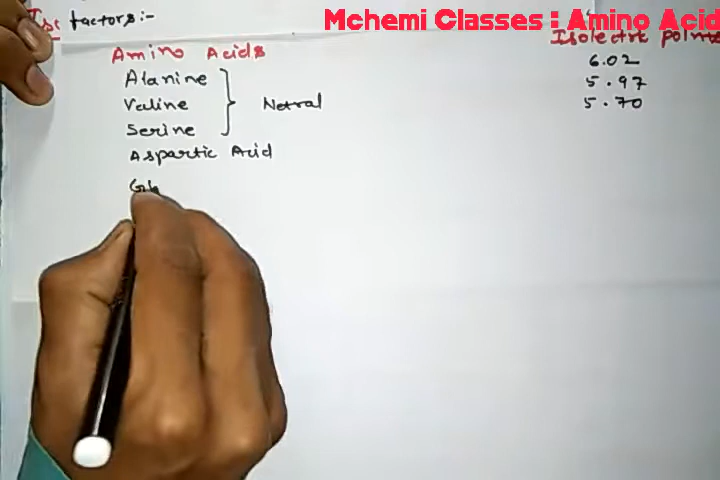 Mchemi Classes : Amino Acid
Ist factors:-
Amino Acids
Isolectric points
Alanine
6.02
Valine
Netral
5.97
Serine
5.70
Aspartic Acid